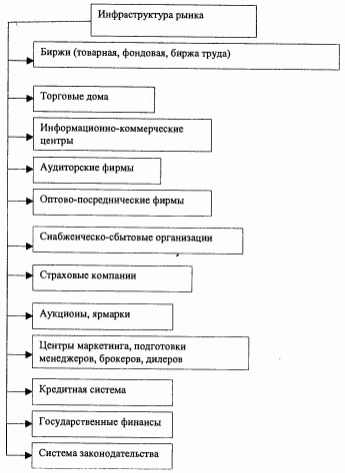 Инфраструктура рынка
Биржи (товарная, фондовая, биржа труда)
Торговые дома
Информационно-коммерческие
центры
Аудиторские фирмы
Оптово-посреднические фирмы
Снабженческо-сбытовые организации
Страховые компании
Аукционы, ярмарки
Центры маркетинга, подготовки
менеджеров, брокеров, дилеров
Кредитная система
Государственные финансы
Система законодательства